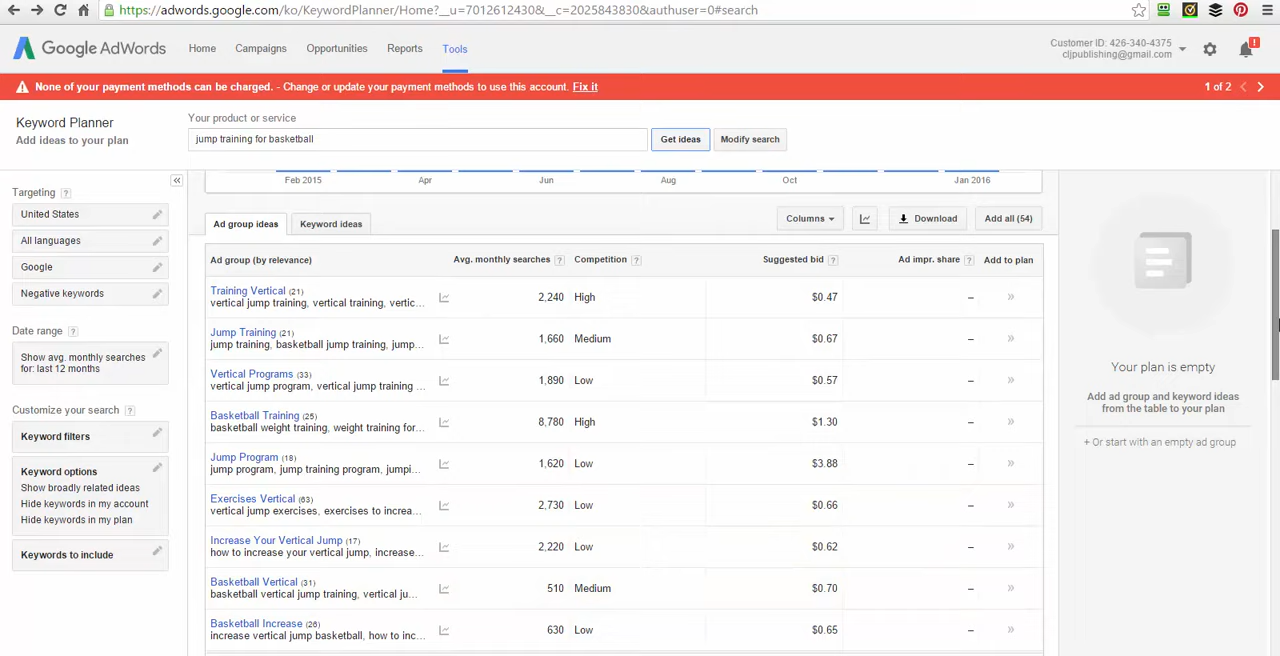 https://adwords.google.com/ko/KeywordPlanner/Home?__u=7012612430&__c=2025843830&authuser=0#search
Google AdWords Home Campaigns Opportunities Reports Tools
Customer ID: 426-340-4375
cljpublishing@gmail.com
!
None of your payment methods can be charged. - Change or update your payment methods to use this account. Fix it
1 of 2
Keyword Planner
Add ideas to your plan
Your product or service
jump training for basketball
Get ideas
Modify search
Targeting ?
United States
All languages
Google
Negative keywords
Date range ?
Show avg. monthly searches
for: last 12 months
Customize your search ?
Keyword filters
Keyword options
Show broadly related ideas
Hide keywords in my account
Hide keywords in my plan
Keywords to include
Feb 2015 Apr Jun Aug Oct Jan 2016
Ad group ideas Keyword ideas
Columns
Download
Add all (54)
Ad group (by relevance) Avg. monthly searches ? Competition ? Suggested bid ? Ad impr. share ? Add to plan
Training Vertical (21)
vertical jump training, vertical training, vertic...
2,240 High $0.47 – »
Jump Training (21)
jump training, basketball jump training, jump...
1,660 Medium $0.67 – »
Vertical Programs (33)
vertical jump program, vertical jump training ...
1,890 Low $0.57 – »
Basketball Training (25)
basketball weight training, weight training for...
8,780 High $1.30 – »
Jump Program (18)
jump program, jump training program, jumpi...
1,620 Low $3.88 – »
Exercises Vertical (63)
vertical jump exercises, exercises to increa...
2,730 Low $0.66 – »
Increase Your Vertical Jump (17)
how to increase your vertical jump, increase...
2,220 Low $0.62 – »
Basketball Vertical (31)
basketball vertical jump training, vertical ju...
510 Medium $0.70 – »
Basketball Increase (26)
increase vertical jump basketball, how to inc...
630 Low $0.65 – »
Your plan is empty
Add ad group and keyword ideas
from the table to your plan
+ Or start with an empty ad group